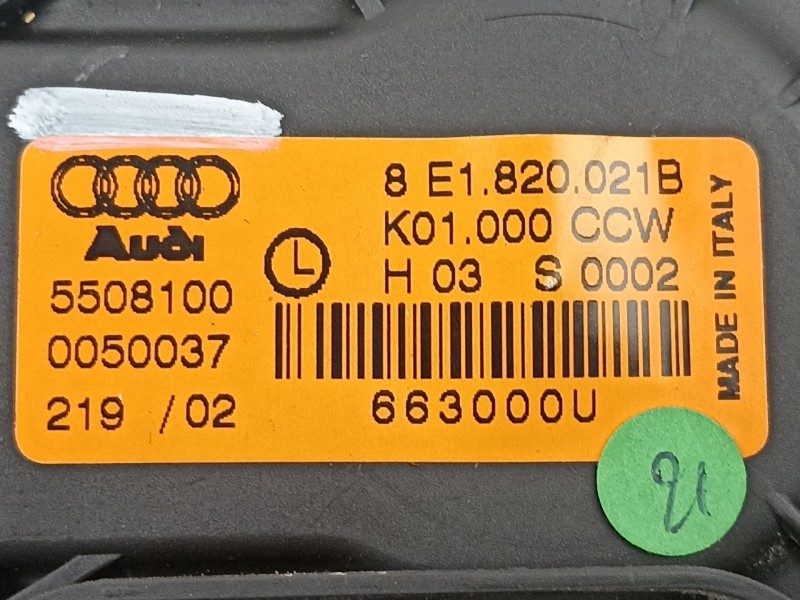 Audi
5508100
0050037
219 /02
L
8 E1.820.021B
K01.000 CCW
H 03 S 0002
663000U
MADE IN ITALY